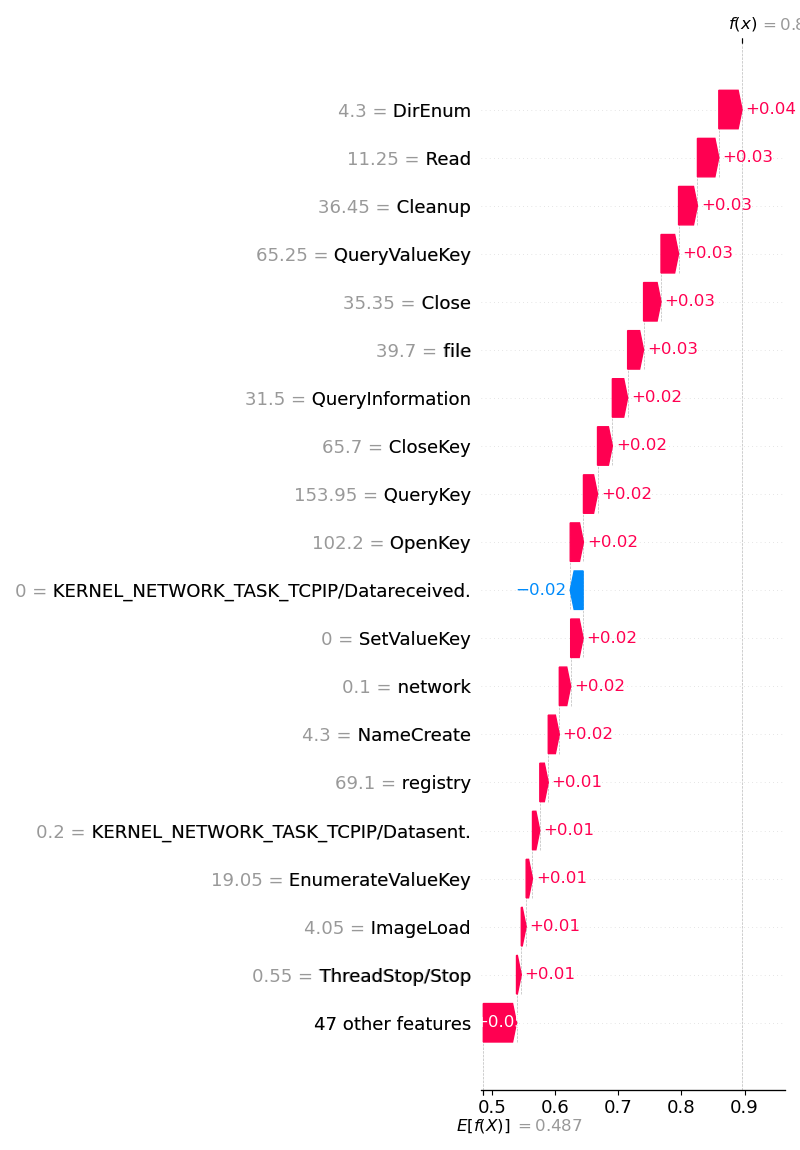 f(x) = 0.8
4.3 = DirEnum +0.04
11.25 = Read +0.03
36.45 = Cleanup +0.03
65.25 = QueryValueKey +0.03
35.35 = Close +0.03
39.7 = file +0.03
31.5 = QueryInformation +0.02
65.7 = CloseKey +0.02
153.95 = QueryKey +0.02
102.2 = OpenKey +0.02
0 = KERNEL_NETWORK_TASK_TCPIP/Datareceived. −0.02
0 = SetValueKey +0.02
0.1 = network +0.02
4.3 = NameCreate +0.02
69.1 = registry +0.01
0.2 = KERNEL_NETWORK_TASK_TCPIP/Datasent. +0.01
19.05 = EnumerateValueKey +0.01
4.05 = ImageLoad +0.01
0.55 = ThreadStop/Stop +0.01
47 other features
0.5 0.6 0.7 0.8 0.9
E[f(X)] = 0.487